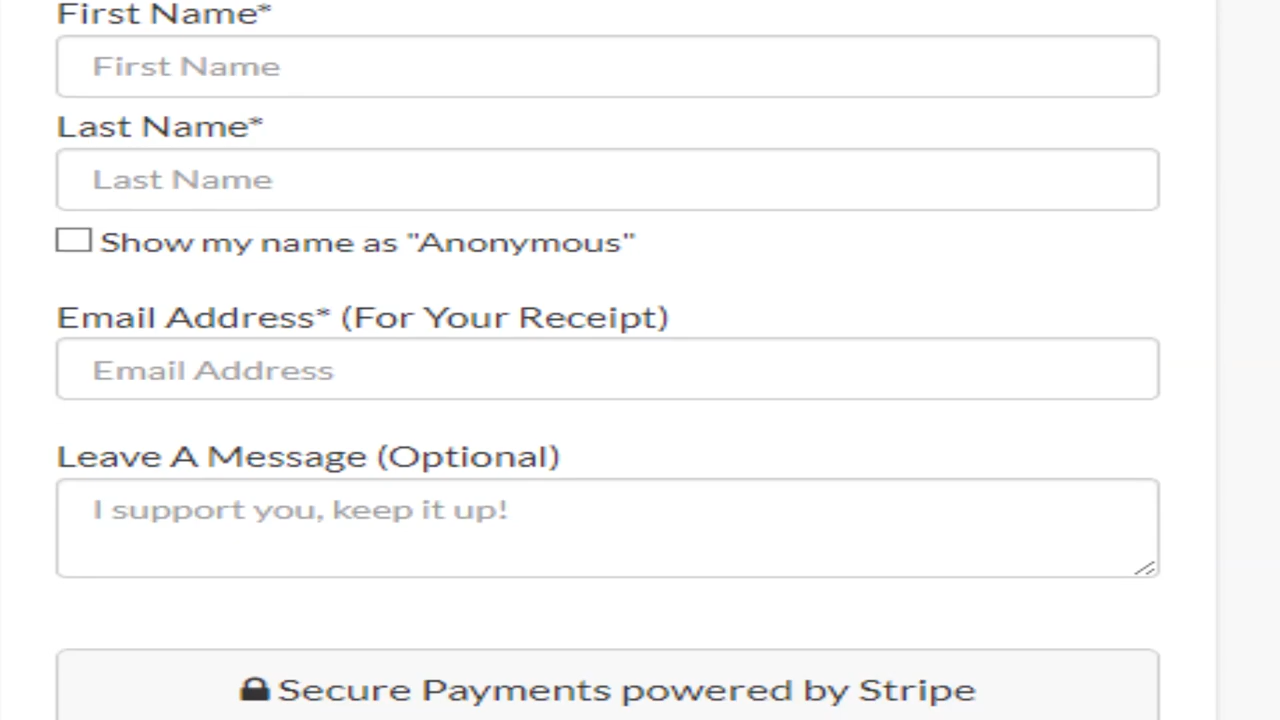 First Name*
First Name
Last Name*
Last Name
Show my name as "Anonymous"
Email Address* (For Your Receipt)
Email Address
Leave A Message (Optional)
I support you, keep it up!
Secure Payments powered by Stripe